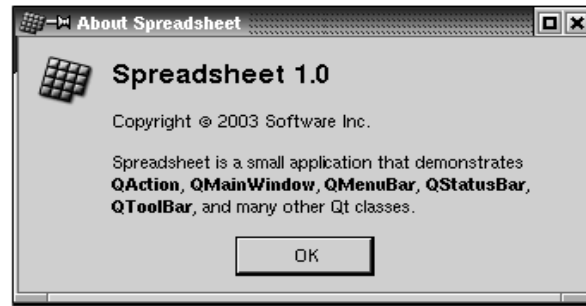 About Spreadsheet
Spreadsheet 1.0
Copyright © 2003 Software Inc.
Spreadsheet is a small application that demonstrates
QAction, QMainWindow, QMenuBar, QStatusBar,
QToolBar, and many other Qt classes.
OK